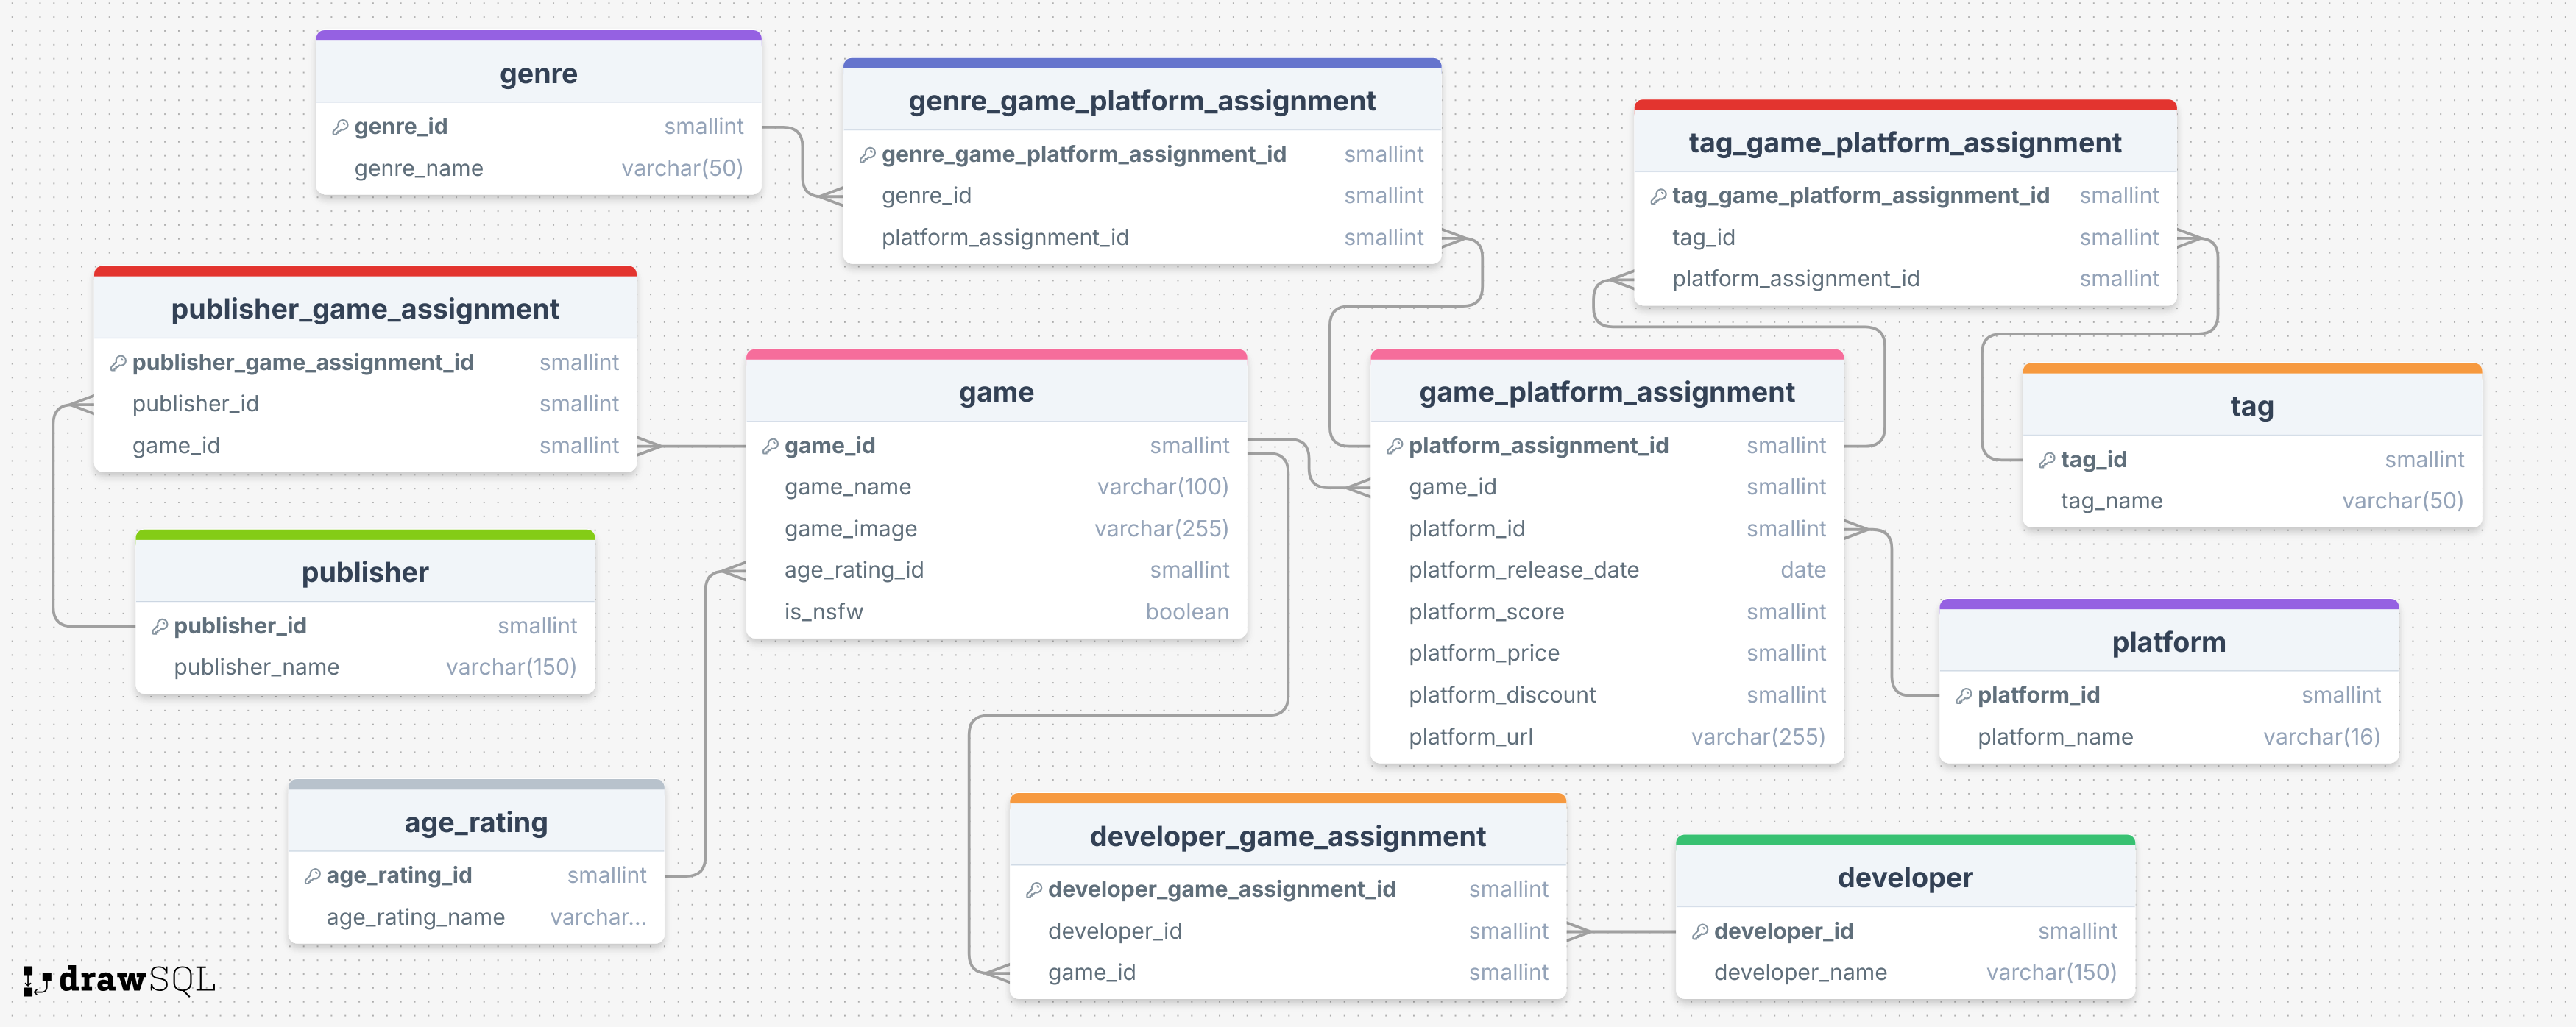 genre
genre_id smallint
genre_name varchar(50)
genre_game_platform_assignment
genre_game_platform_assignment_id smallint
genre_id smallint
platform_assignment_id smallint
tag_game_platform_assignment
tag_game_platform_assignment_id smallint
tag_id smallint
platform_assignment_id smallint
publisher_game_assignment
publisher_game_assignment_id smallint
publisher_id smallint
game_id smallint
game
game_id smallint
game_name varchar(100)
game_image varchar(255)
age_rating_id smallint
is_nsfw boolean
game_platform_assignment
platform_assignment_id smallint
game_id smallint
platform_id smallint
platform_release_date date
platform_score smallint
platform_price smallint
platform_discount smallint
platform_url varchar(255)
tag
tag_id smallint
tag_name varchar(50)
publisher
publisher_id smallint
publisher_name varchar(150)
platform
platform_id smallint
platform_name varchar(16)
age_rating
age_rating_id smallint
age_rating_name varchar...
developer_game_assignment
developer_game_assignment_id smallint
developer_id smallint
game_id smallint
developer
developer_id smallint
developer_name varchar(150)
drawSQL